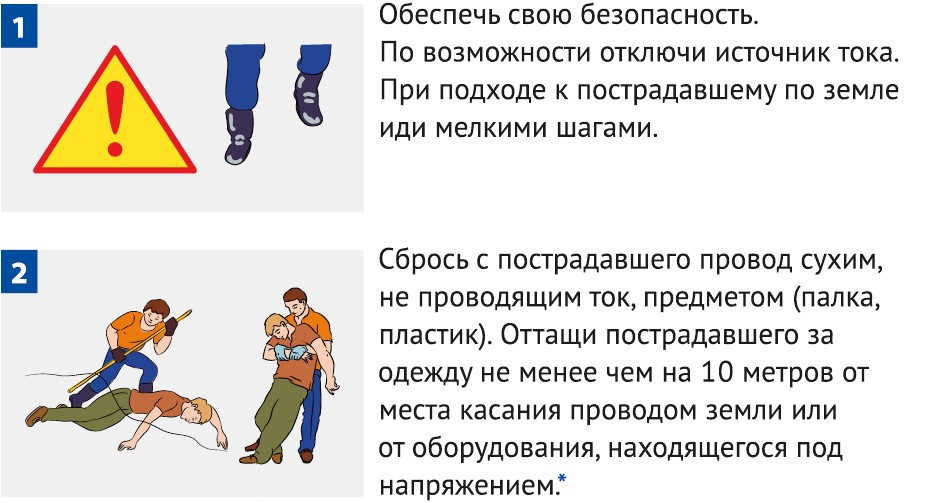 1
Обеспечь свою безопасность.
По возможности отключи источник тока.
При подходе к пострадавшему по земле
иди мелкими шагами.
2
Сбрось с пострадавшего провод сухим,
не проводящим ток, предметом (палка,
пластик). Оттащи пострадавшего за
одежду не менее чем на 10 метров от
места касания проводом земли или
от оборудования, находящегося под
напряжением.*